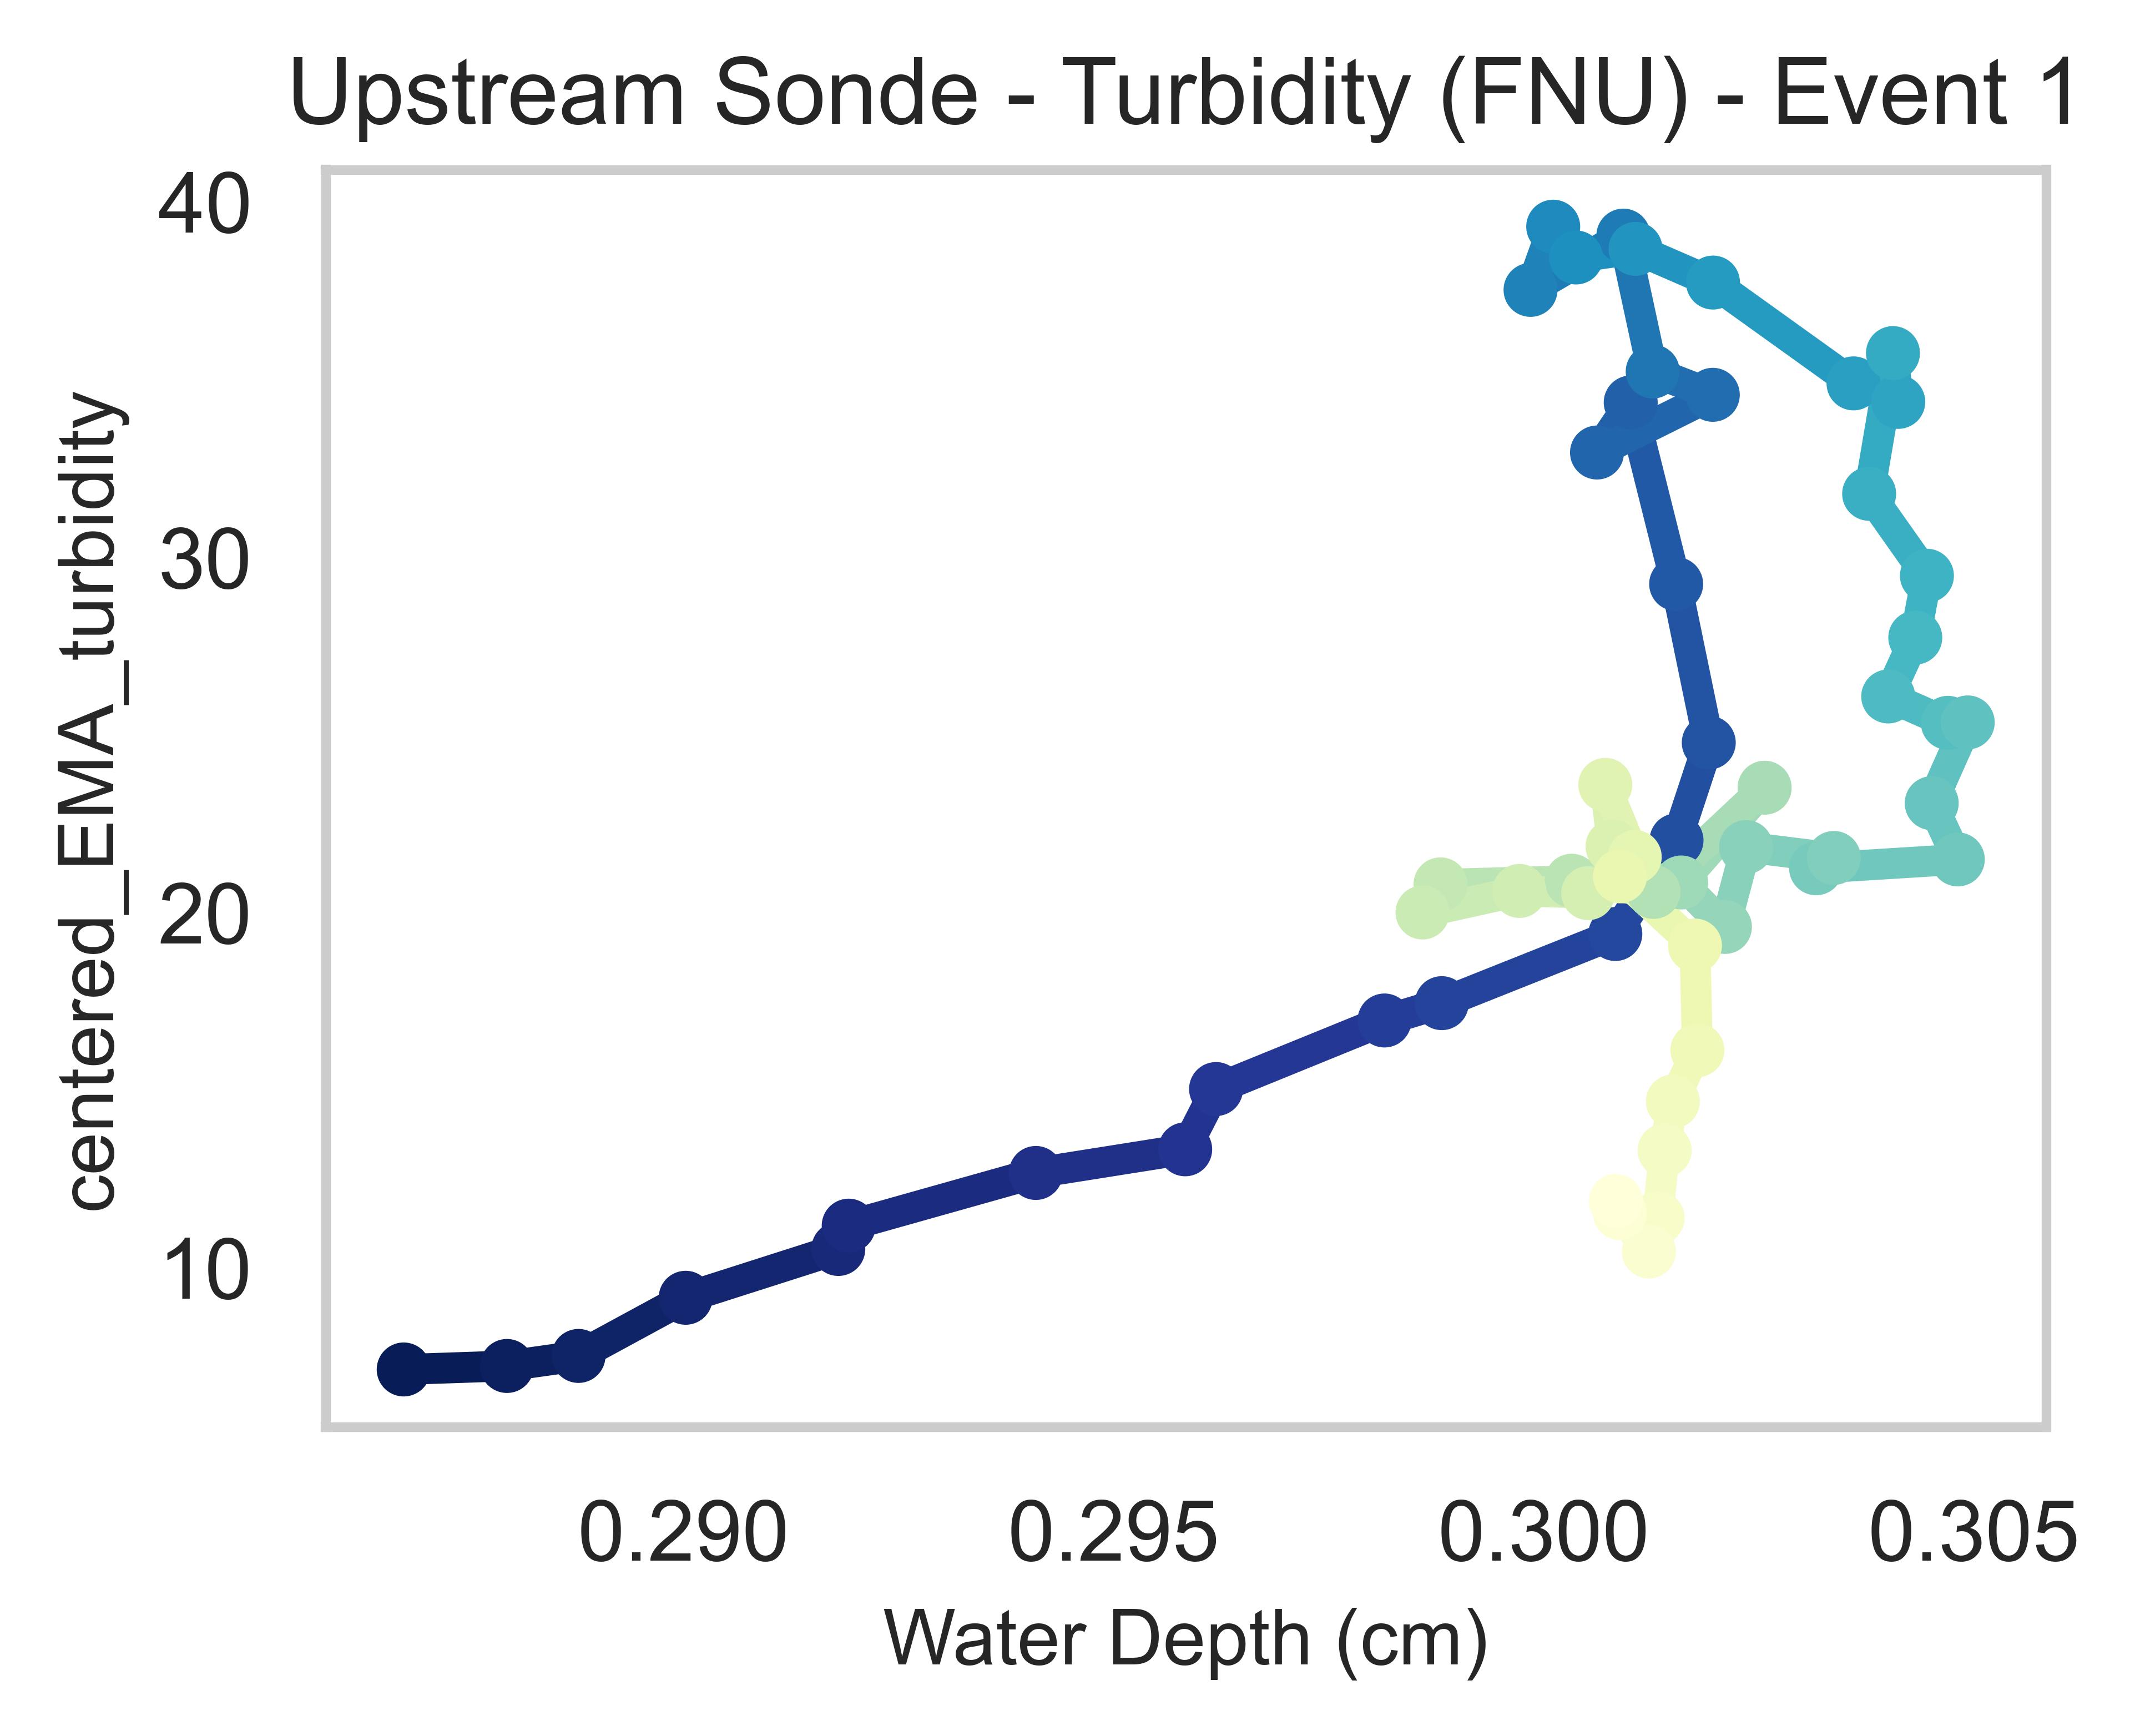 Upstream Sonde - Turbidity (FNU) - Event 1
centered_EMA_turbidity
40
30
20
10
0.290 0.295 0.300 0.305
Water Depth (cm)